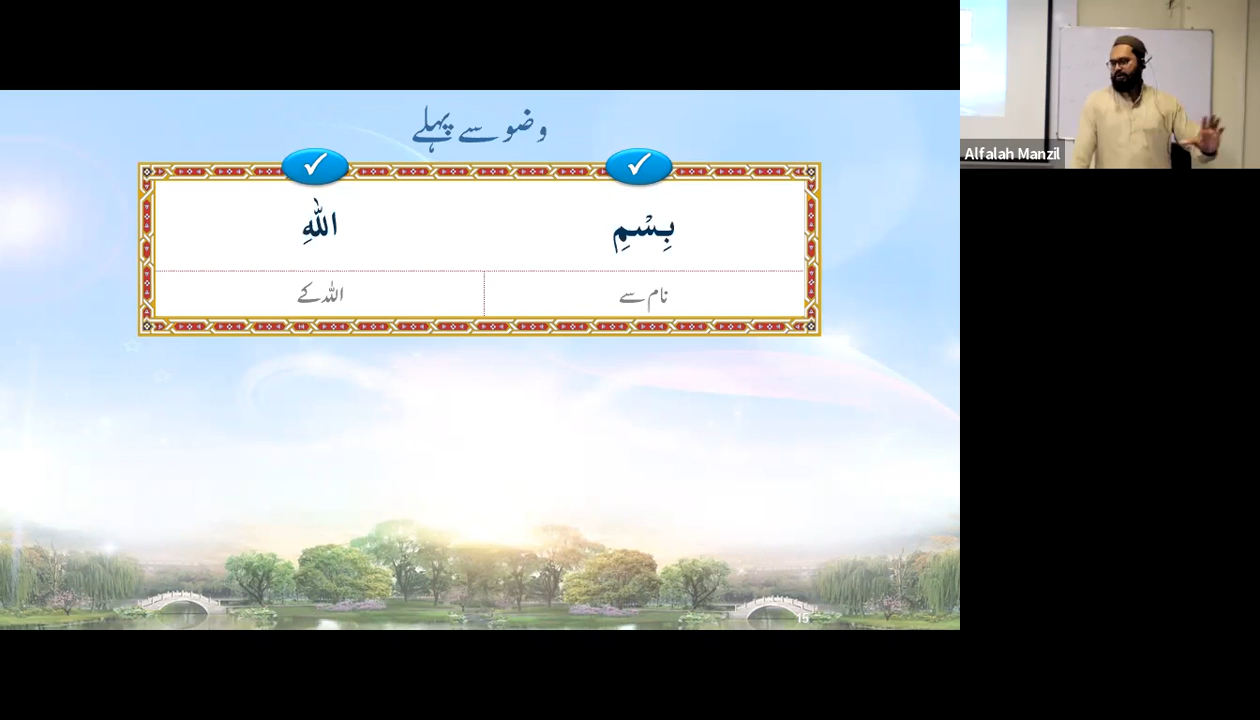 وضو سے پہلے
بِسْمِ اللّٰهِ
نام سے اللہ کے
15
Alfalah Manzil